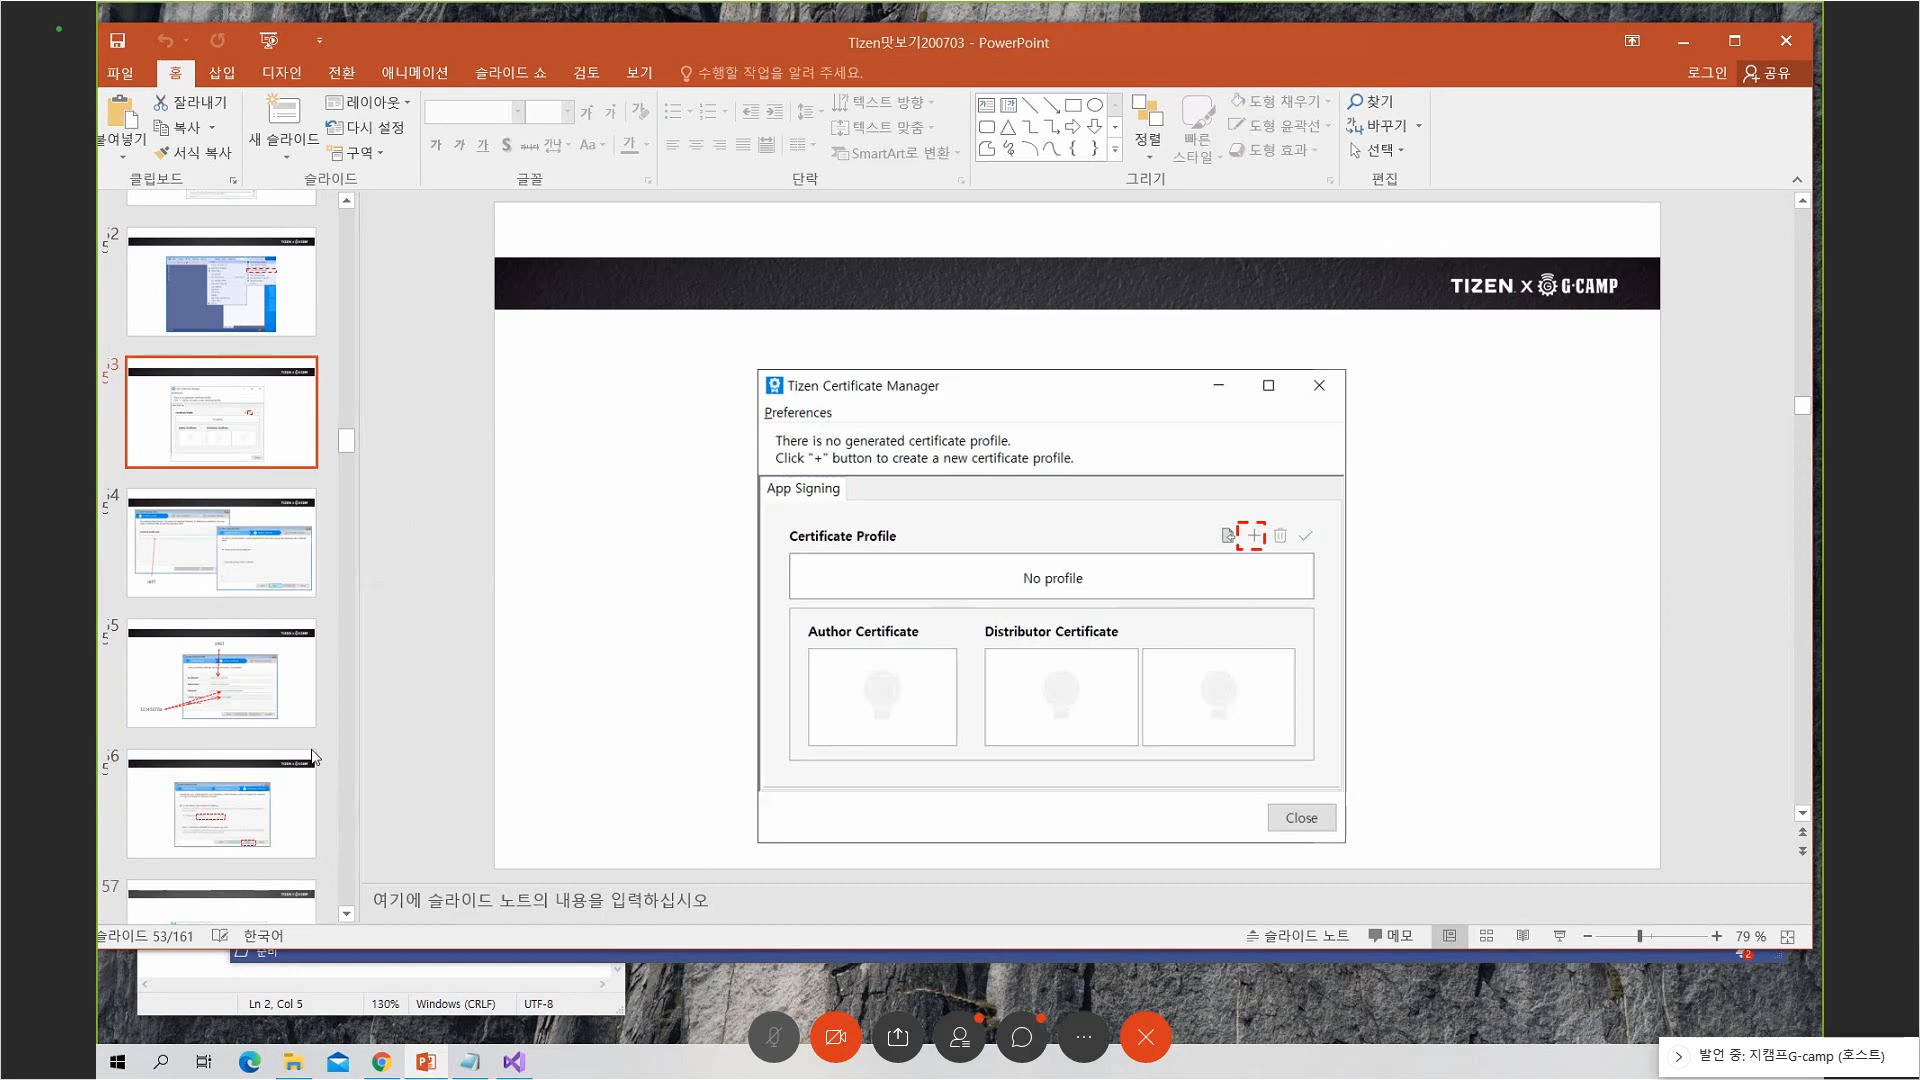 Tizen맛보기200703 - PowerPoint
파일 홈 삽입 디자인 전환 애니메이션 슬라이드 쇼 검토 보기 수행할 작업을 알려 주세요. 로그인 공유
잘라내기
복사
서식 복사
클립보드
새 슬라이드
레이아웃
다시 설정
구역
슬라이드
가 가 가 S 간 Aa 가
글꼴
텍스트 방향
텍스트 맞춤
SmartArt로 변환
단락
정렬
빠른
스타일
도형 채우기
도형 윤곽선
도형 효과
그리기
찾기
바꾸기
선택
편집
57
TIZEN X G·CAMP
Tizen Certificate Manager
Preferences
There is no generated certificate profile.
Click "+" button to create a new certificate profile.
App Signing
Certificate Profile
No profile
Author Certificate
Distributor Certificate
Close
여기에 슬라이드 노트의 내용을 입력하십시오
슬라이드 53/161 한국어 슬라이드 노트 메모 79 %
Ln 2, Col 5 130% Windows (CRLF) UTF-8
발언 중: 지캠프G-camp (호스트)